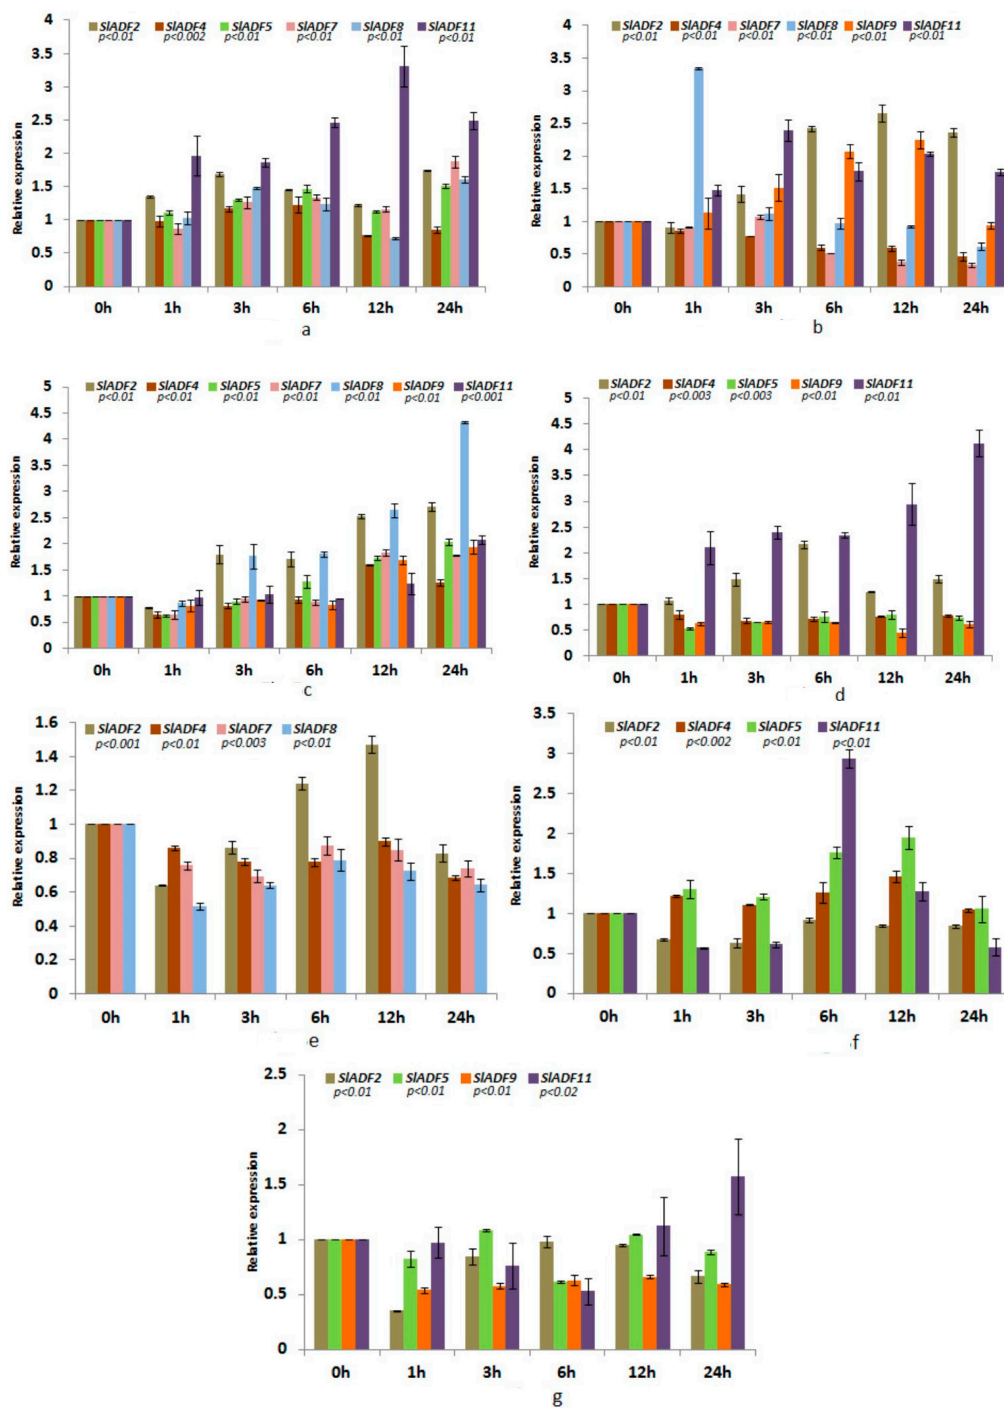 SlADF2 SlADF4 SlADF5 SlADF7 SlADF8 SlADF11
p<0.01 p<0.002 p<0.01 p<0.01 p<0.01 p<0.01
Relative expression
4
3.5
3
2.5
2
1.5
1
0.5
0
0h 1h 3h 6h 12h 24h
a
SlADF2 SlADF4 SlADF7 SlADF8 SlADF9 SlADF11
p<0.01 p<0.01 p<0.01 p<0.01 p<0.01 p<0.01
Relative expression
4
3.5
3
2.5
2
1.5
1
0.5
0
0h 1h 3h 6h 12h 24h
b
SlADF2 SlADF4 SlADF5 SlADF7 SlADF8 SlADF9 SlADF11
p<0.01 p<0.01 p<0.01 p<0.01 p<0.01 p<0.01 p<0.001
Relative expression
5
4.5
4
3.5
3
2.5
2
1.5
1
0.5
0
0h 1h 3h 6h 12h 24h
c
SlADF2 SlADF4 SlADF5 SlADF9 SlADF11
p<0.01 p<0.003 p<0.003 p<0.01 p<0.01
Relative expression
5
4.5
4
3.5
3
2.5
2
1.5
1
0.5
0
0h 1h 3h 6h 12h 24h
d
SlADF2 SlADF4 SlADF7 SlADF8
p<0.001 p<0.01 p<0.003 p<0.01
Relative expression
1.6
1.4
1.2
1
0.8
0.6
0.4
0.2
0
0h 1h 3h 6h 12h 24h
e
SlADF2 SlADF4 SlADF5 SlADF11
p<0.01 p<0.002 p<0.01 p<0.01
Relative expression
3.5
3
2.5
2
1.5
1
0.5
0
0h 1h 3h 6h 12h 24h
f
SlADF2 SlADF5 SlADF9 SlADF11
p<0.01 p<0.01 p<0.01 p<0.02
Relative expression
2.5
2
1.5
1
0.5
0
0h 1h 3h 6h 12h 24h
g